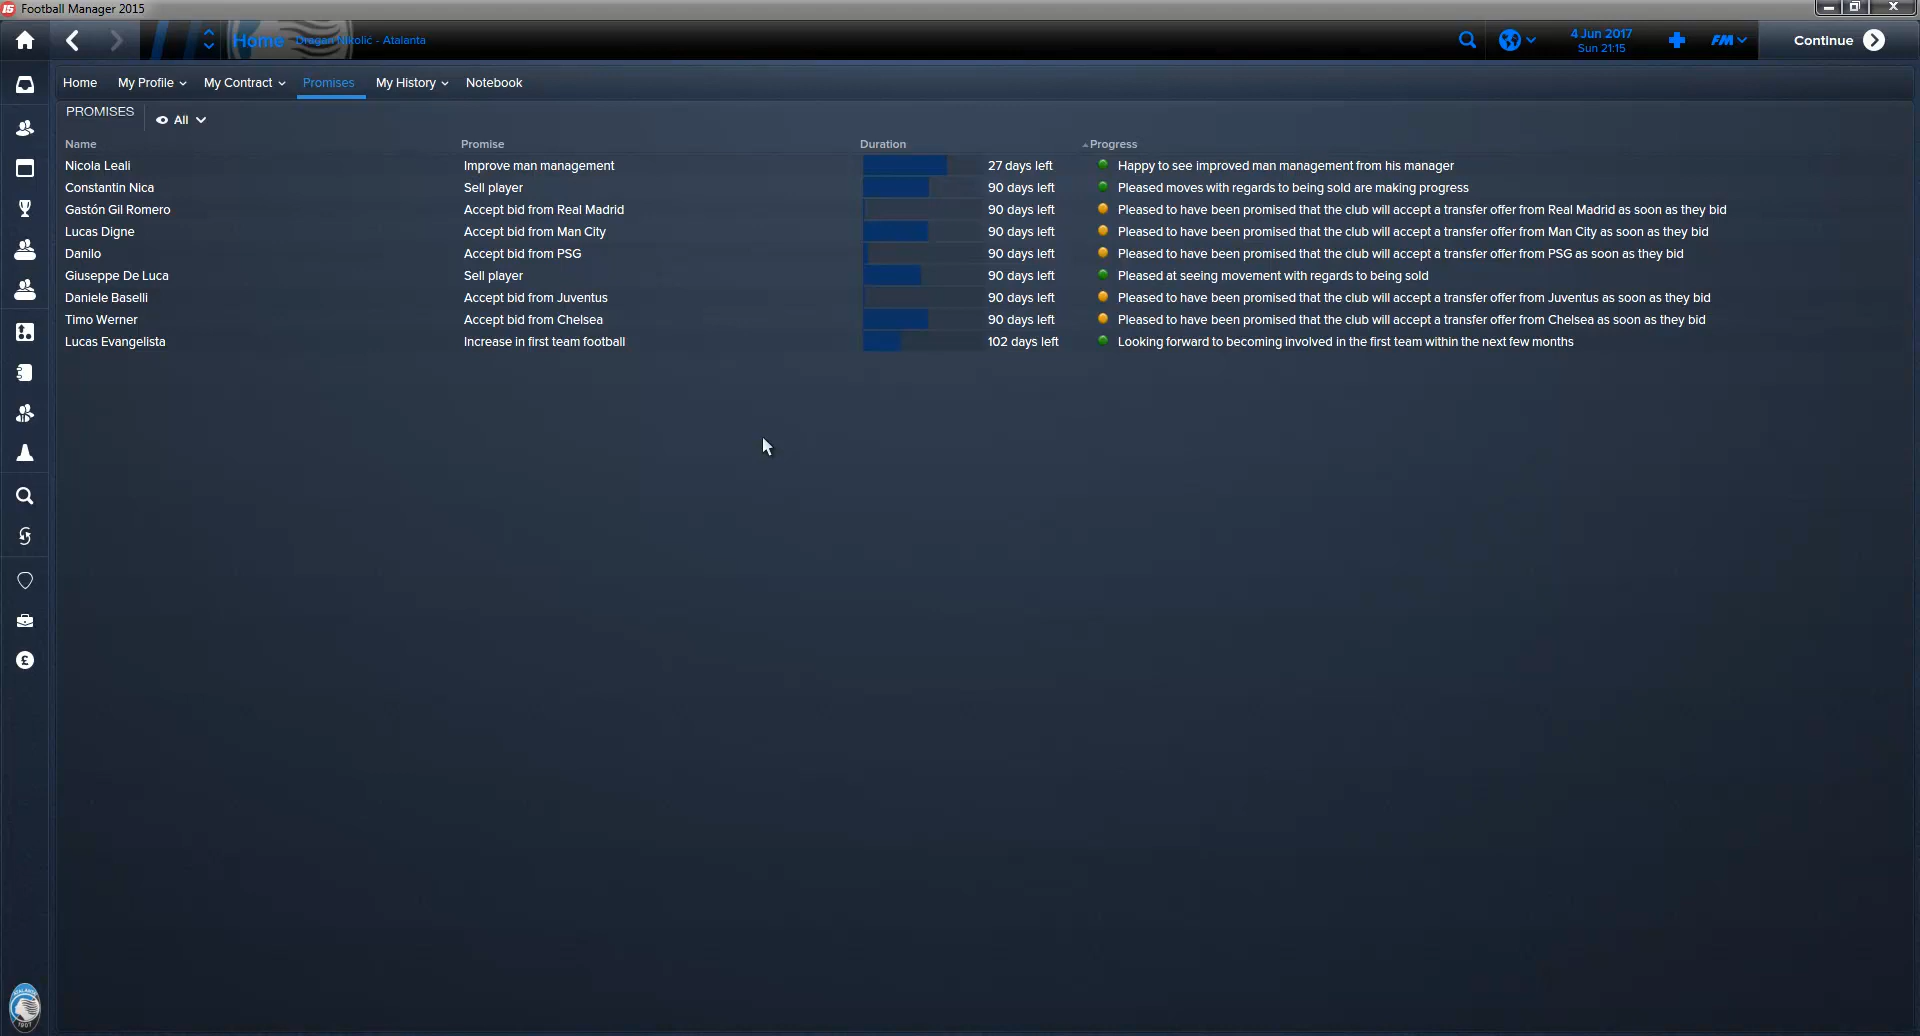 Football Manager 2015
Home Dragan Nikolić - Atalanta
4 Jun 2017
Sun 21:15
FM
Continue
Home My Profile My Contract Promises My History Notebook
PROMISES All
Name Promise Duration Progress
Nicola Leali Improve man management 27 days left Happy to see improved man management from his manager
Constantin Nica Sell player 90 days left Pleased moves with regards to being sold are making progress
Gastón Gil Romero Accept bid from Real Madrid 90 days left Pleased to have been promised that the club will accept a transfer offer from Real Madrid as soon as they bid
Lucas Digne Accept bid from Man City 90 days left Pleased to have been promised that the club will accept a transfer offer from Man City as soon as they bid
Danilo Accept bid from PSG 90 days left Pleased to have been promised that the club will accept a transfer offer from PSG as soon as they bid
Giuseppe De Luca Sell player 90 days left Pleased at seeing movement with regards to being sold
Daniele Baselli Accept bid from Juventus 90 days left Pleased to have been promised that the club will accept a transfer offer from Juventus as soon as they bid
Timo Werner Accept bid from Chelsea 90 days left Pleased to have been promised that the club will accept a transfer offer from Chelsea as soon as they bid
Lucas Evangelista Increase in first team football 102 days left Looking forward to becoming involved in the first team within the next few months
ATALANTA
1907